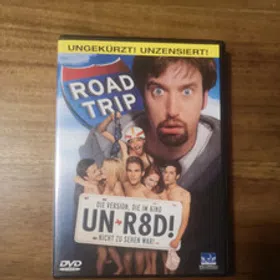 UNGEKÜRZT! UNZENSIERT!
ROAD
TRIP
DIE VERSION, DIE IM KINO
UN-R8D!
NICHT ZU SEHEN WAR!
DVD